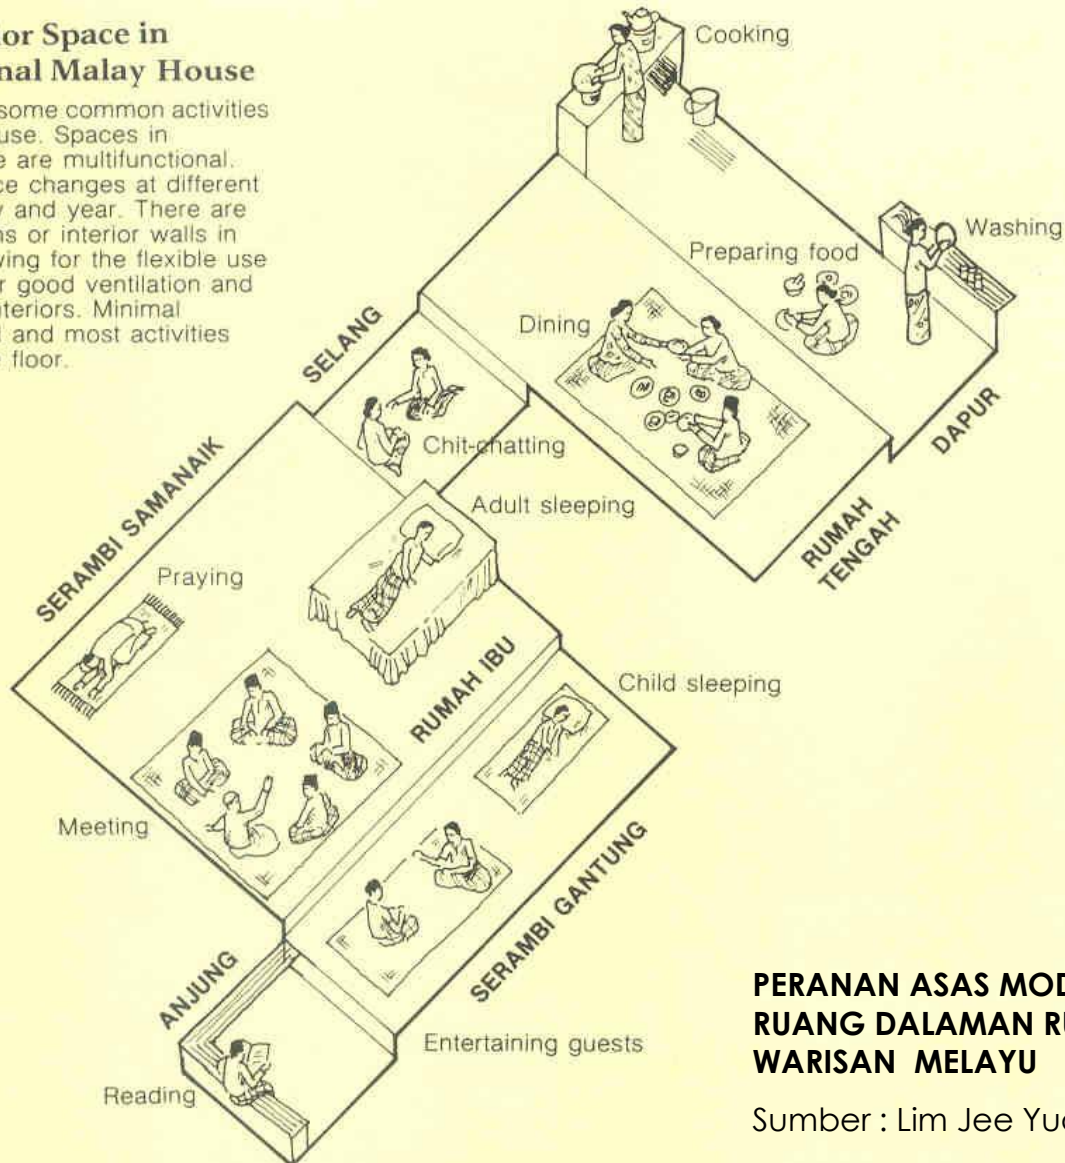 ior Space in
nal Malay House
some common activities
use. Spaces in
e are multifunctional.
ce changes at different
y and year. There are
ns or interior walls in
wing for the flexible use
r good ventilation and
nteriors. Minimal
d and most activities
e floor.
Cooking
Washing
Preparing food
Dining
SELANG
DAPUR
Chit-chatting
RUMAH
TENGAH
SERAMBI SAMANAIK
Adult sleeping
Praying
RUMAH IBU
Child sleeping
Meeting
SERAMBI GANTUNG
ANJUNG
Entertaining guests
Reading
PERANAN ASAS MOD
RUANG DALAMAN RU
WARISAN MELAYU
Sumber : Lim Jee Yu